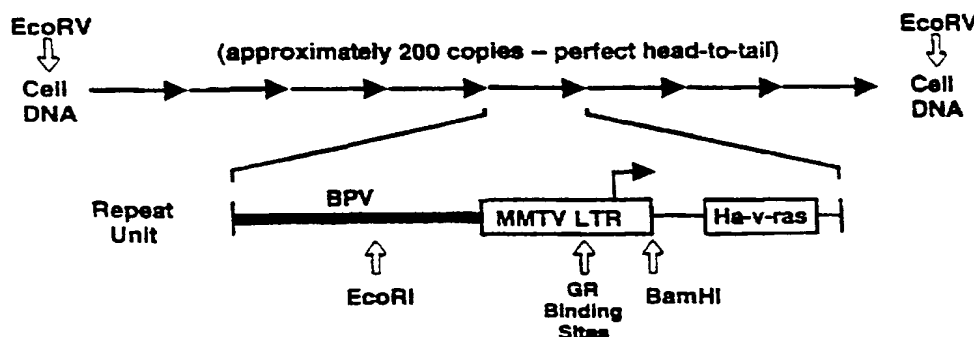 EcoRV
EcoRV
(approximately 200 copies – perfect head-to-tail)
Cell
DNA
Cell
DNA
Repeat
Unit
BPV
MMTV LTR
Ha-v-ras
EcoRI
GR
Binding
Sites
BamHI